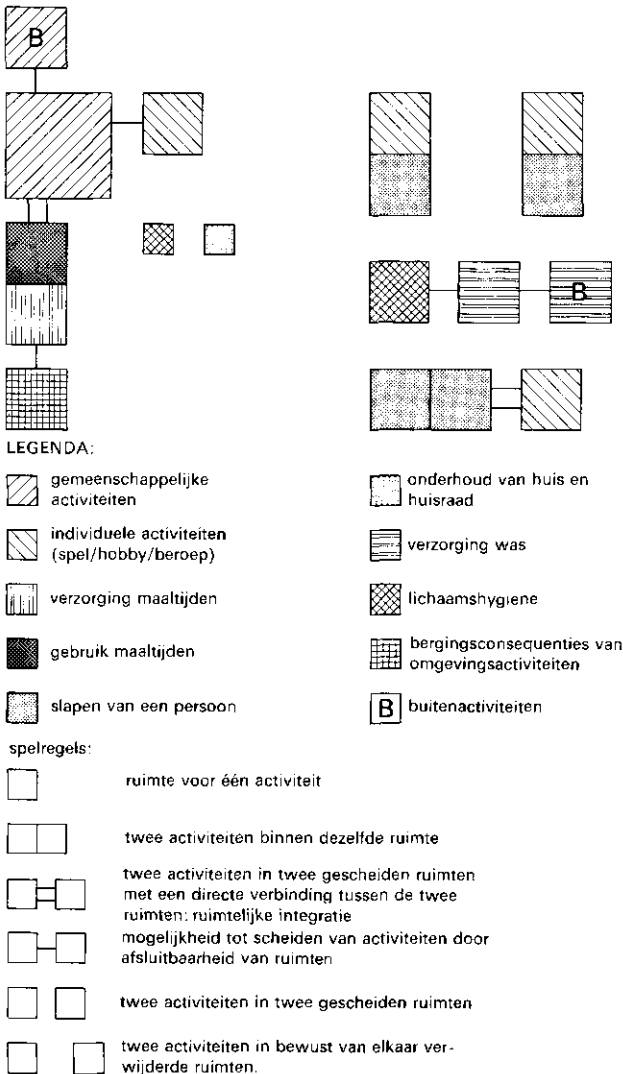 B
B
LEGENDA:
gemeenschappelijke
activiteiten
individuele activiteiten
(spel/hobby/beroep)
verzorging maaltijden
gebruik maaltijden
slapen van een persoon
onderhoud van huis en
huisraad
verzorging was
lichaamshygiene
bergingsconsequenties van
omgevingsactiviteiten
B buitenactiviteiten
spelregels:
ruimte voor één activiteit
twee activiteiten binnen dezelfde ruimte
twee activiteiten in twee gescheiden ruimten
met een directe verbinding tussen de twee
ruimten: ruimtelijke integratie
mogelijkheid tot scheiden van activiteiten door
afsluitbaarheid van ruimten
twee activiteiten in twee gescheiden ruimten
twee activiteiten in bewust van elkaar ver-
wijderde ruimten.